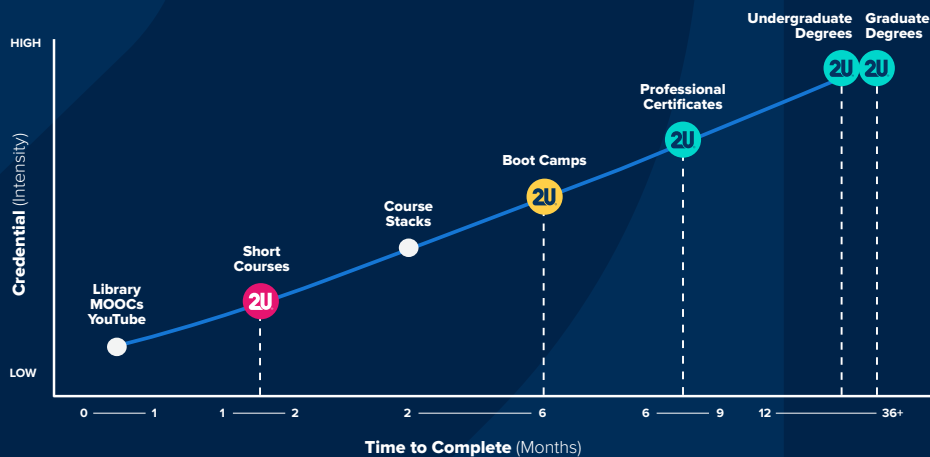 Undergraduate
Degrees
Graduate
Degrees
HIGH
2U
2U
Professional
Certificates
2U
Boot Camps
2U
Course
Stacks
Short
Courses
2U
Library
MOOCs
YouTube
Credential (Intensity)
LOW
0 1
1 2
2 6
6 9
12 36+
Time to Complete (Months)